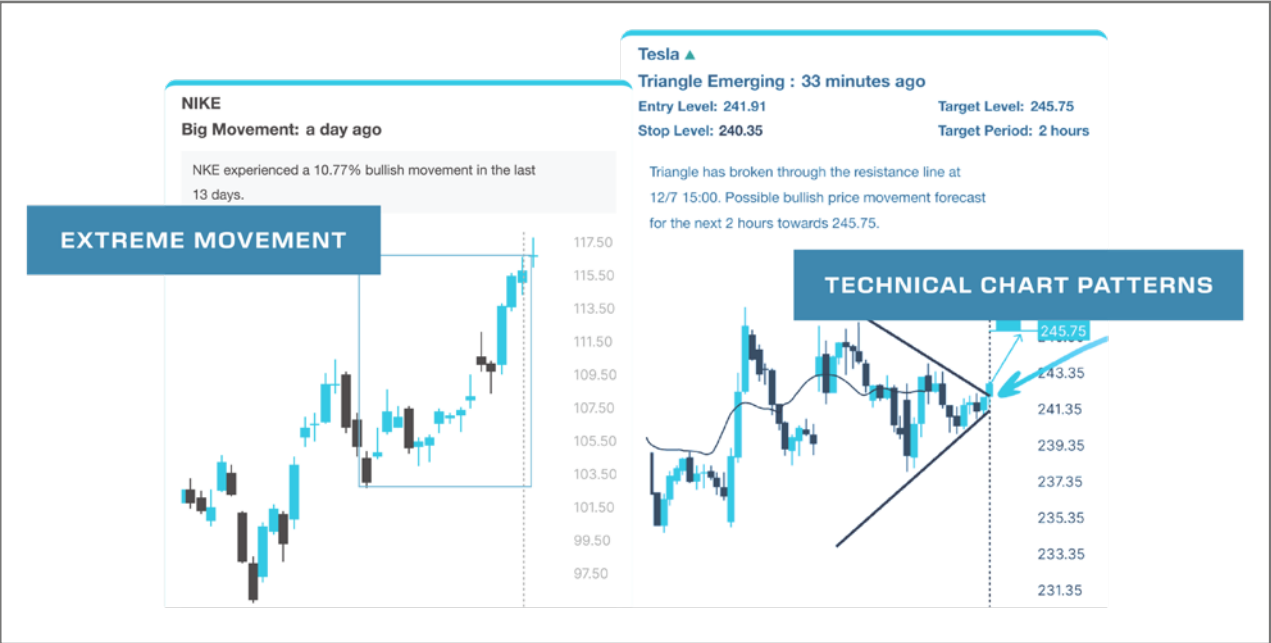 NIKE
Big Movement: a day ago
NKE experienced a 10.77% bullish movement in the last
13 days.
EXTREME MOVEMENT
117.50
115.50
113.50
111.50
109.50
107.50
105.50
103.50
101.50
99.50
97.50
Tesla
Triangle Emerging : 33 minutes ago
Entry Level: 241.91
Target Level: 245.75
Stop Level: 240.35
Target Period: 2 hours
Triangle has broken through the resistance line at
12/7 15:00. Possible bullish price movement forecast
for the next 2 hours towards 245.75.
TECHNICAL CHART PATTERNS
245.75
243.35
241.35
239.35
237.35
235.35
233.35
231.35